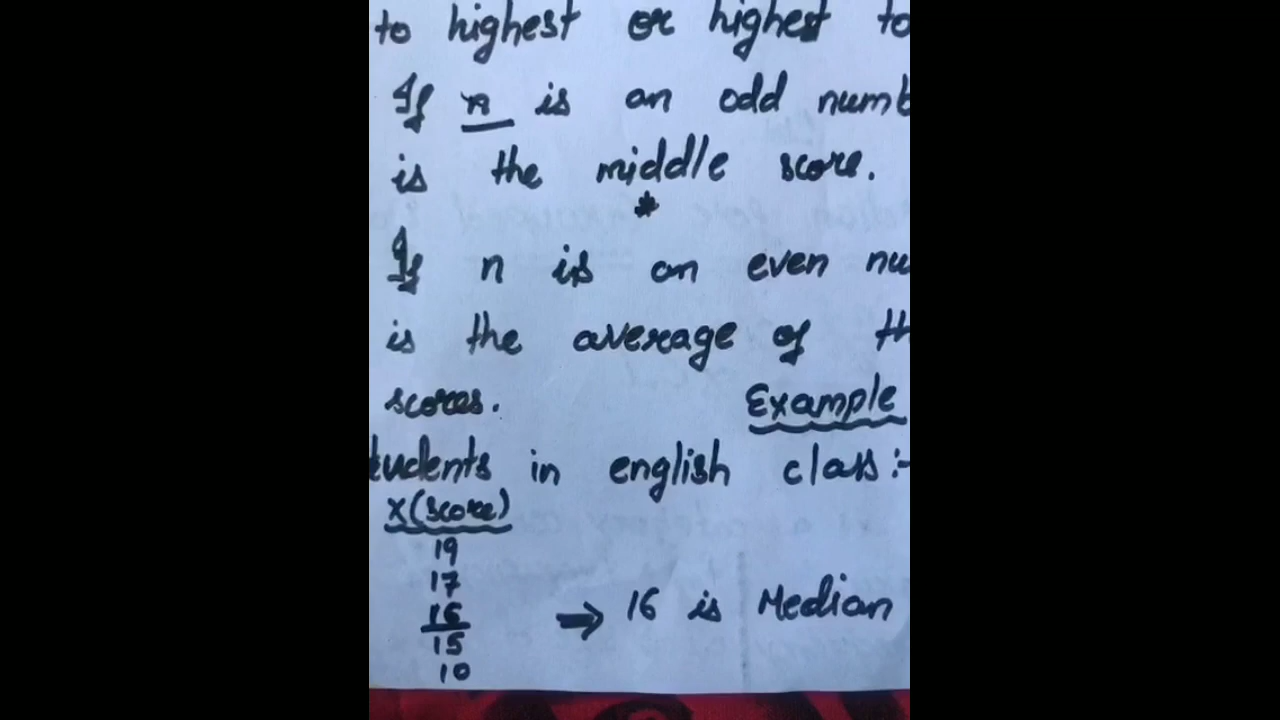 to highest or highest to
If n is an odd numb
is the middle score.
*
If n is an even nu
is the average of th
scores. Example
tudents in english class:-
X(score)
19
17
16 ⇒ 16 is Median
15
10